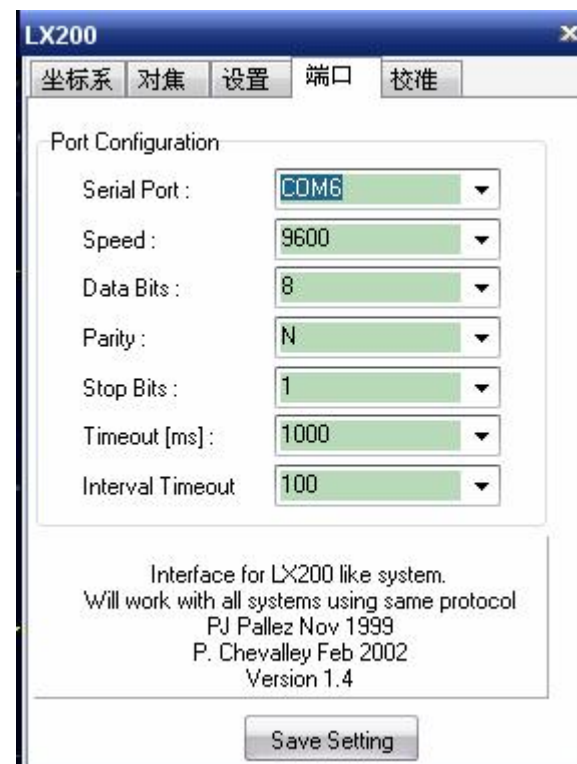 LX200
坐标系 对焦 设置 端口 校准
Port Configuration
Serial Port : COM6
Speed : 9600
Data Bits : 8
Parity : N
Stop Bits : 1
Timeout [ms] : 1000
Interval Timeout 100
Interface for LX200 like system.
Will work with all systems using same protocol
PJ Pallez Nov 1999
P. Chevalley Feb 2002
Version 1.4
Save Setting